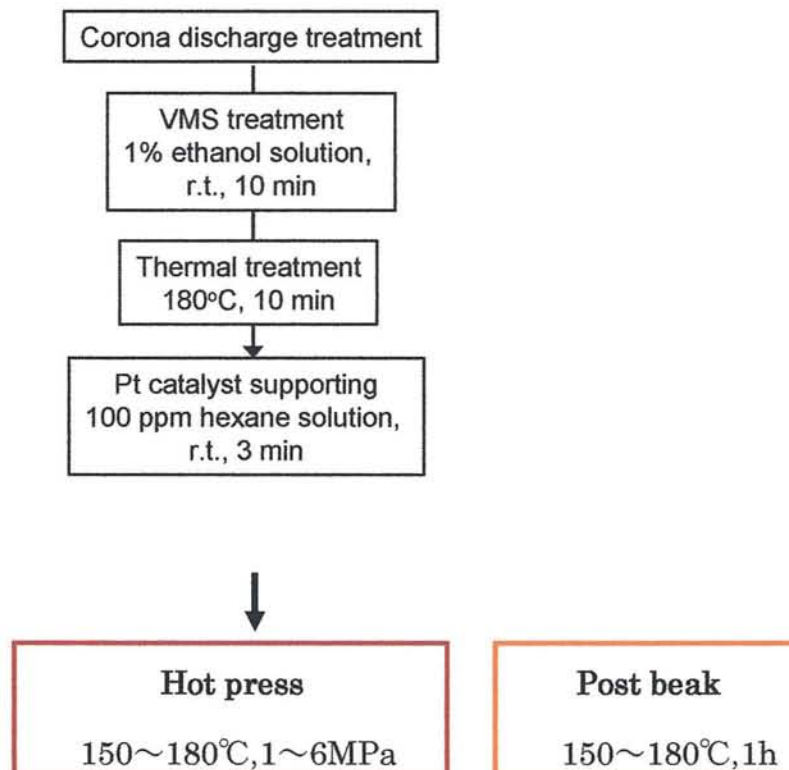 Corona discharge treatment
VMS treatment
1% ethanol solution,
r.t., 10 min
Thermal treatment
180°C, 10 min
Pt catalyst supporting
100 ppm hexane solution,
r.t., 3 min
Hot press
150～180℃,1～6MPa
Post beak
150～180℃,1h